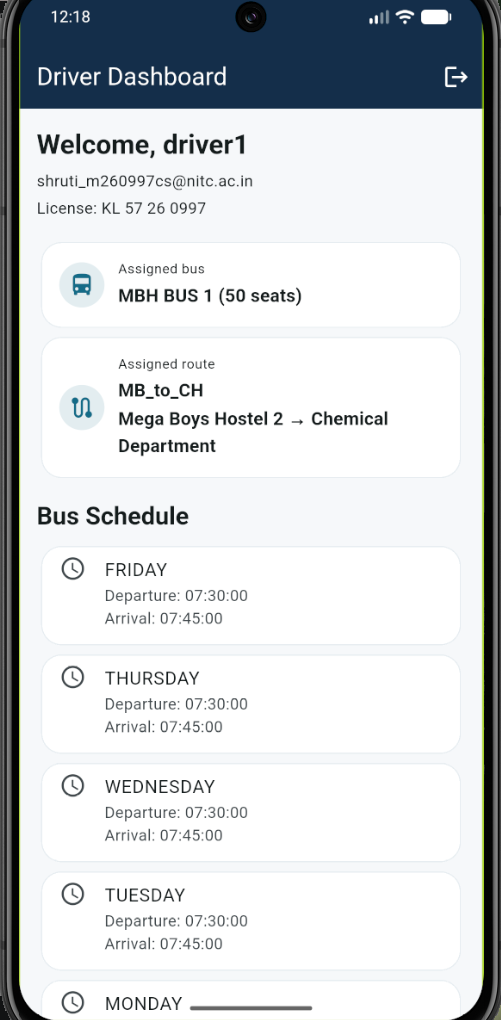 12:18
Driver Dashboard
Welcome, driver1
shruti_m260997cs@nitc.ac.in
License: KL 57 26 0997
Assigned bus
MBH BUS 1 (50 seats)
Assigned route
MB_to_CH
Mega Boys Hostel 2 → Chemical
Department
Bus Schedule
FRIDAY
Departure: 07:30:00
Arrival: 07:45:00
THURSDAY
Departure: 07:30:00
Arrival: 07:45:00
WEDNESDAY
Departure: 07:30:00
Arrival: 07:45:00
TUESDAY
Departure: 07:30:00
Arrival: 07:45:00
MONDAY